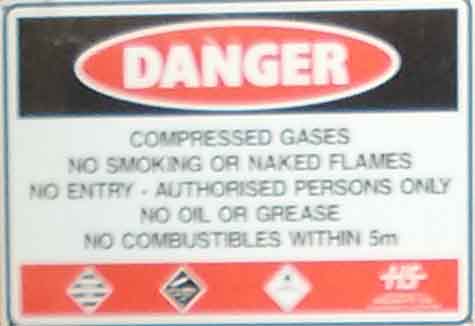 DANGER
COMPRESSED GASES
NO SMOKING OR NAKED FLAMES
NO ENTRY - AUTHORISED PERSONS ONLY
NO OIL OR GREASE
NO COMBUSTIBLES WITHIN 5m